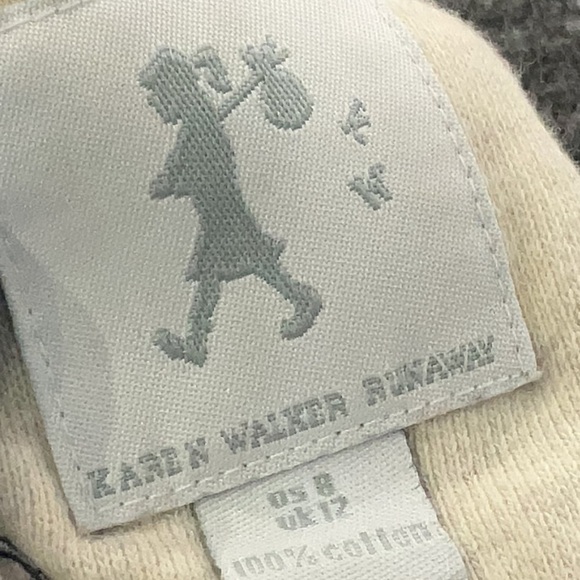 K
W
KAREN WALKER RUNAWAY
US 8
UK 12
100% cotton